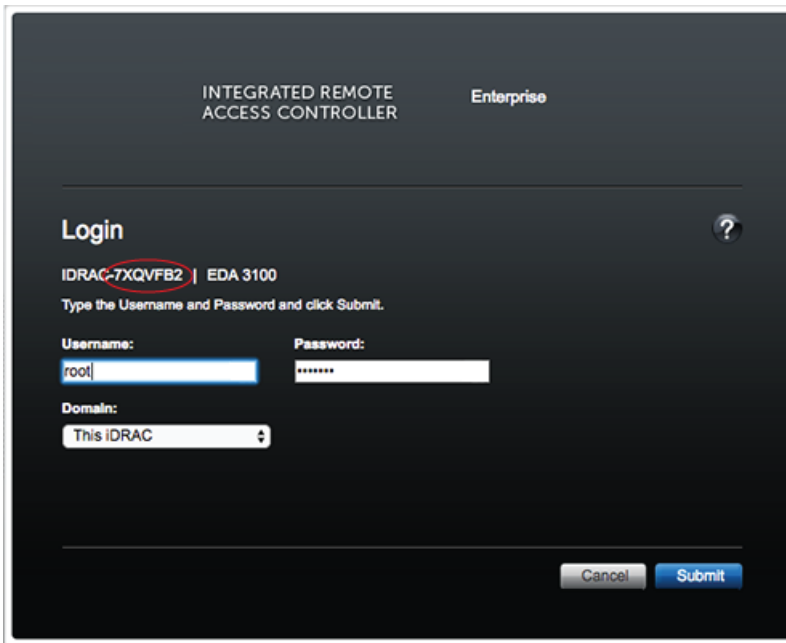 INTEGRATED REMOTE
ACCESS CONTROLLER
Enterprise
Login
?
IDRAC-7XQVFB2 | EDA 3100
Type the Username and Password and click Submit.
Username: Password:
root •••••••
Domain:
This iDRAC
Cancel Submit